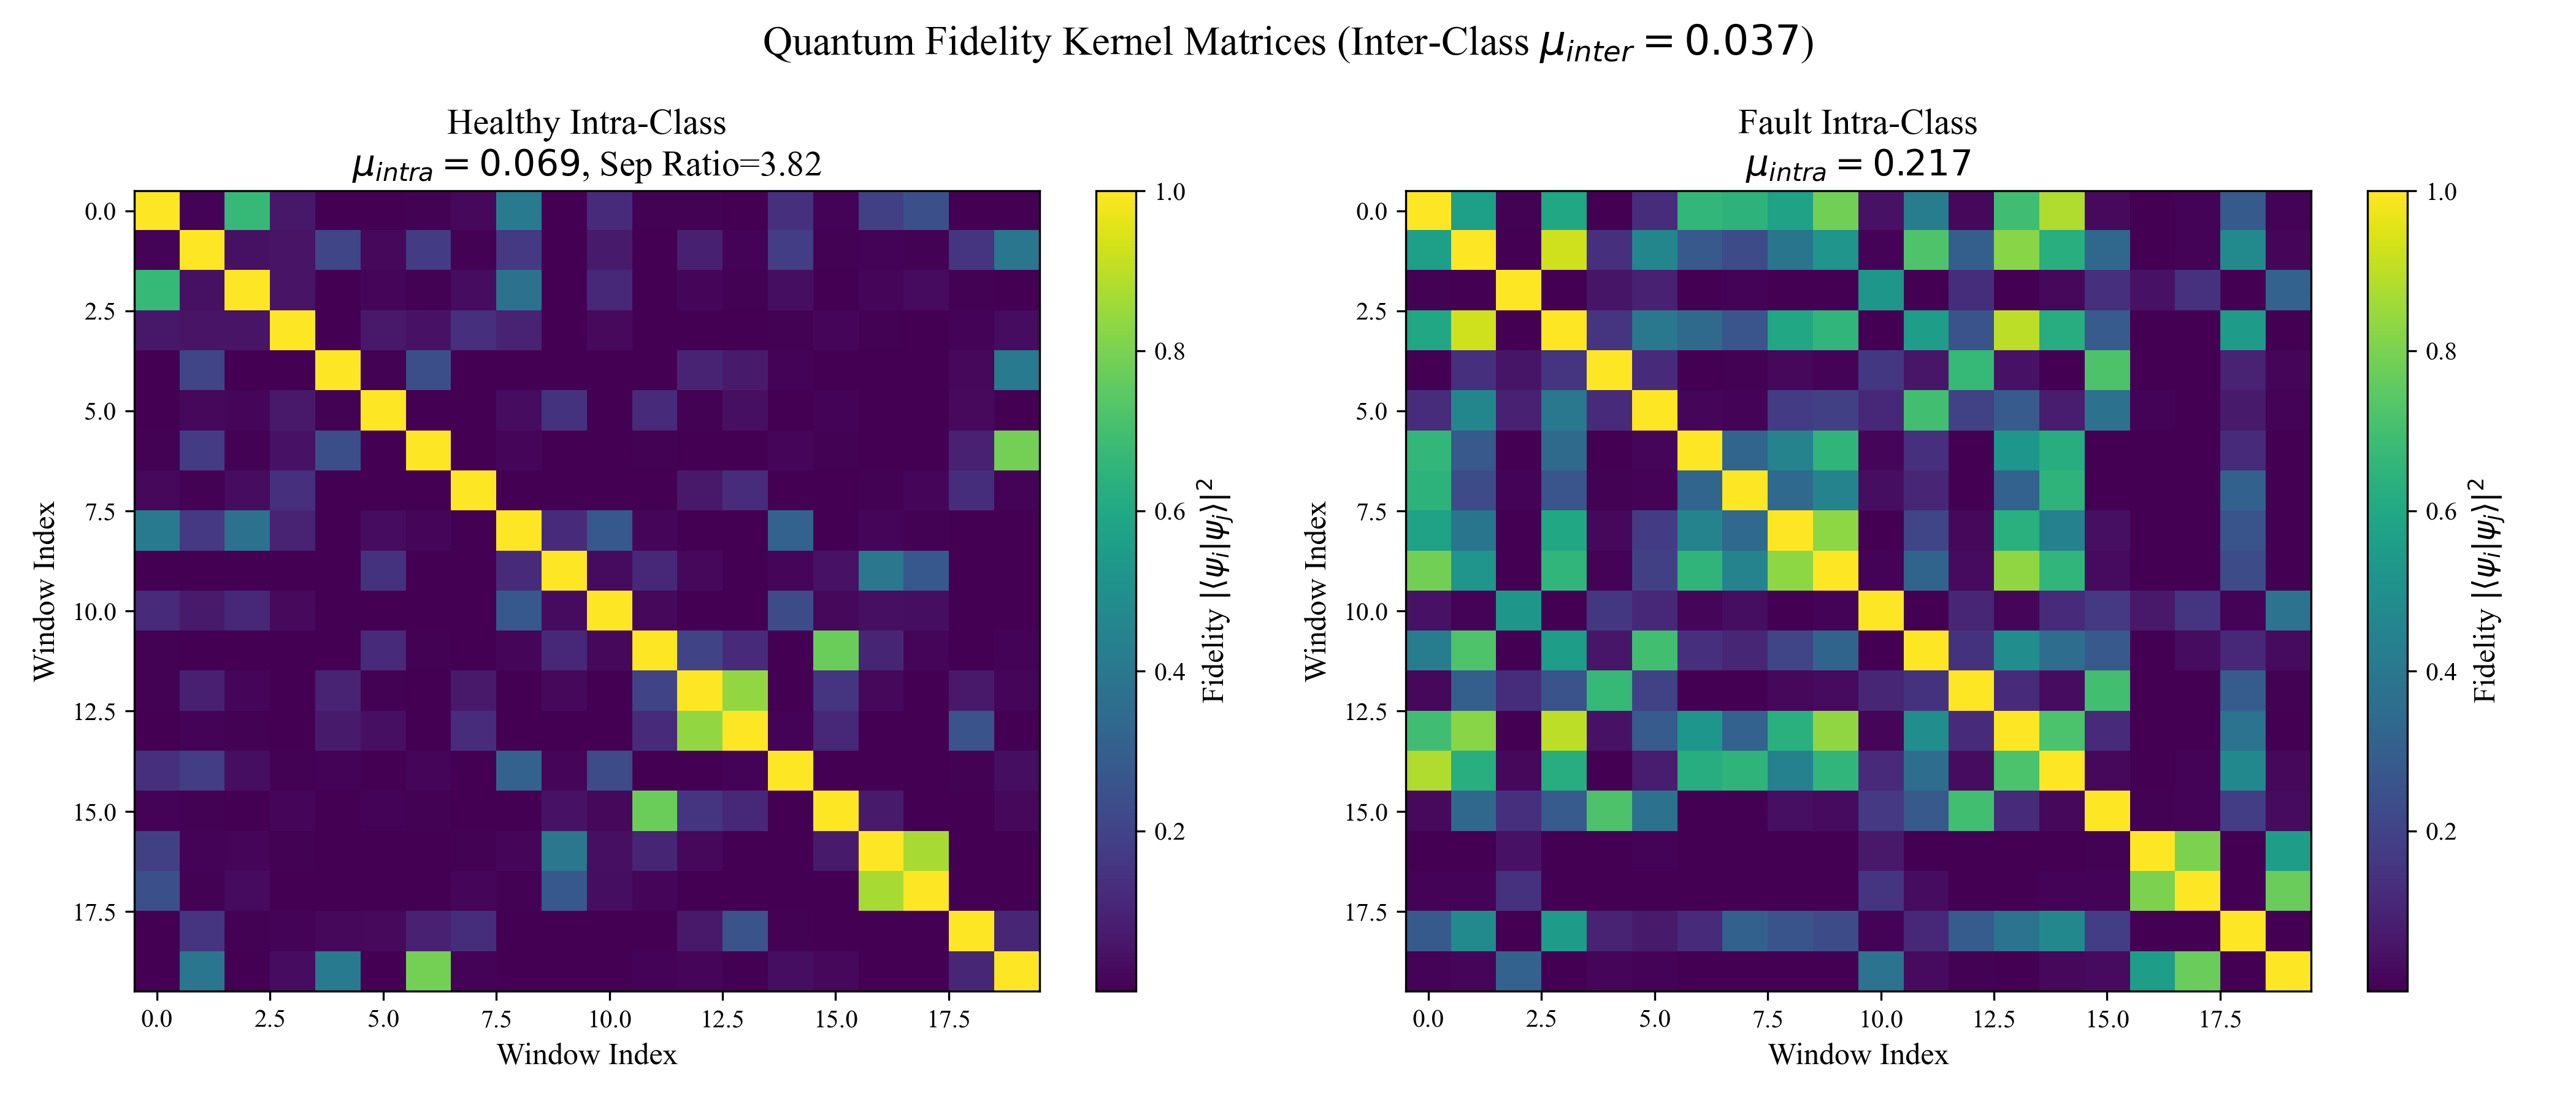 Quantum Fidelity Kernel Matrices (Inter-Class μ_inter = 0.037)
Healthy Intra-Class
μ_intra = 0.069, Sep Ratio=3.82
0.0
2.5
5.0
7.5
10.0
12.5
15.0
17.5
Window Index
0.0 2.5 5.0 7.5 10.0 12.5 15.0 17.5
Window Index
1.0
0.8
0.6
0.4
0.2
Fidelity |⟨ψ_i|ψ_j⟩|²
Fault Intra-Class
μ_intra = 0.217
0.0
2.5
5.0
7.5
10.0
12.5
15.0
17.5
Window Index
0.0 2.5 5.0 7.5 10.0 12.5 15.0 17.5
Window Index
1.0
0.8
0.6
0.4
0.2
Fidelity |⟨ψ_i|ψ_j⟩|²